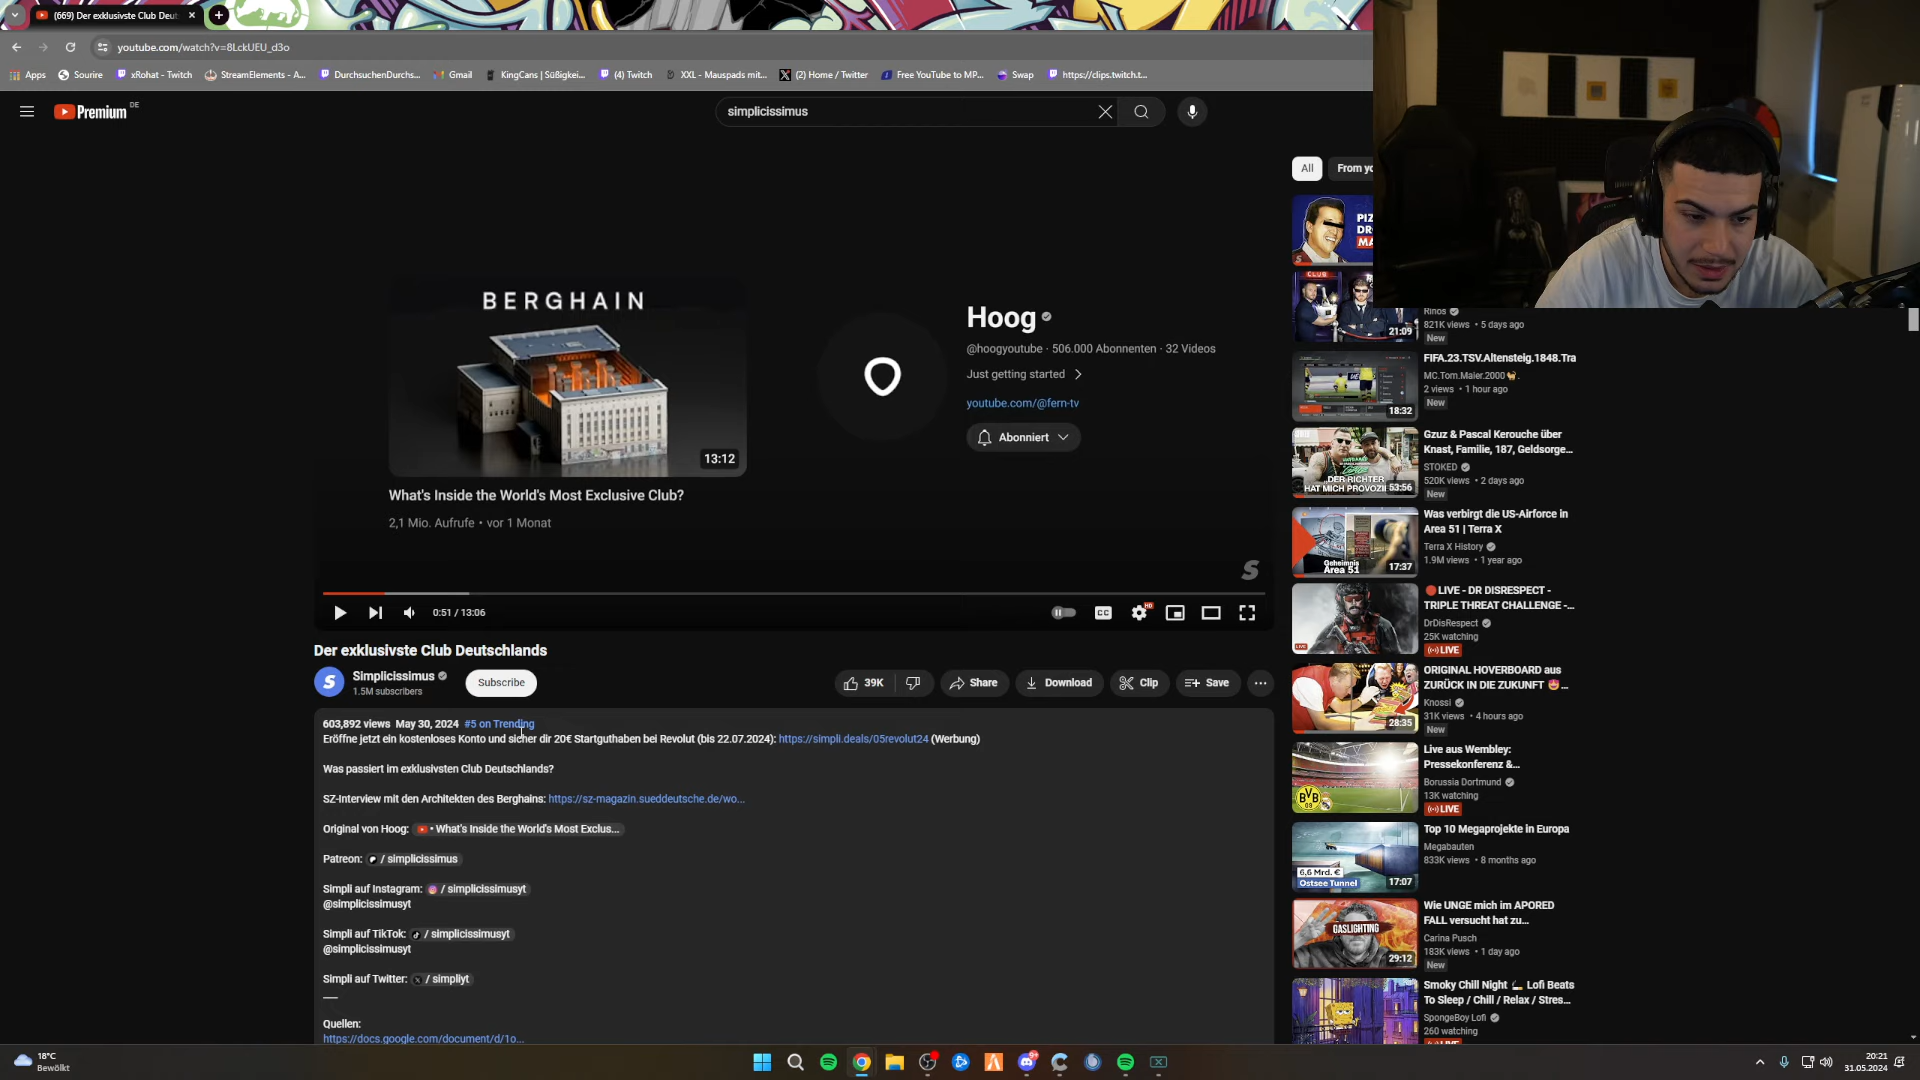 (669) Der exklusivste Club Deut
youtube.com/watch?v=8LckUEU_d3o
Apps
Sourire
xRohat - Twitch
StreamElements - A...
DurchsuchenDurchs...
Gmail
KingCans | Süßigkei...
(4) Twitch
XXL - Mauspads mit...
(2) Home / Twitter
Free YouTube to MP...
Swap
https://clips.twitch.t...
Premium DE
simplicissimus
All
From yo
BERGHAIN
13:12
What's Inside the World's Most Exclusive Club?
2,1 Mio. Aufrufe • vor 1 Monat
Hoog
@hoogyoutube · 506.000 Abonnenten · 32 Videos
Just getting started
youtube.com/@fern-tv
Abonniert
S
0:51 / 13:06
CC
HD
Der exklusivste Club Deutschlands
S
Simplicissimus
1.5M subscribers
Subscribe
39K
Share
Download
Clip
Save
603,892 views May 30, 2024 #5 on Trending
Eröffne jetzt ein kostenloses Konto und sicher dir 20€ Startguthaben bei Revolut (bis 22.07.2024): https://simpli.deals/05revolut24 (Werbung)
Was passiert im exklusivsten Club Deutschlands?
SZ-Interview mit den Architekten des Berghains: https://sz-magazin.sueddeutsche.de/wo...
Original von Hoog: • What's Inside the World's Most Exclus...
Patreon: / simplicissimus
Simpli auf Instagram: / simplicissimusyt
@simplicissimusyt
Simpli auf TikTok: / simplicissimusyt
@simplicissimusyt
Simpli auf Twitter: / simpliyt
Quellen:
https://docs.google.com/document/d/1o...
PIZ
DR
MA
CLUB
21:09
Rinos
821K views • 5 days ago
New
18:32
FIFA.23.TSV.Altensteig.1848.Tra
MC.Tom.Maier.2000
2 views • 1 hour ago
New
„DER RICHTER
HAT MICH PROVOZI
53:56
Gzuz & Pascal Kerouche über
Knast, Familie, 187, Geldsorge...
STOKED
520K views • 2 days ago
New
Geheimnis
Area 51
17:37
Was verbirgt die US-Airforce in
Area 51 | Terra X
Terra X History
1.9M views • 1 year ago
LIVE - DR DISRESPECT -
TRIPLE THREAT CHALLENGE -...
DrDisRespect
25K watching
LIVE
28:35
ORIGINAL HOVERBOARD aus
ZURÜCK IN DIE ZUKUNFT ...
Knossi
31K views • 4 hours ago
New
BVB
09
Live aus Wembley:
Pressekonferenz &...
Borussia Dortmund
13K watching
LIVE
6,6 Mrd. €
Ostsee Tunnel
17:07
Top 10 Megaprojekte in Europa
Megabauten
833K views • 8 months ago
GASLIGHTING
29:12
Wie UNGE mich im APORED
FALL versucht hat zu...
Carina Pusch
183K views • 1 day ago
New
Smoky Chill Night Lofi Beats
To Sleep / Chill / Relax / Stres...
SpongeBoy Lofi
260 watching
18°C
Bewölkt
20:21
31.05.2024